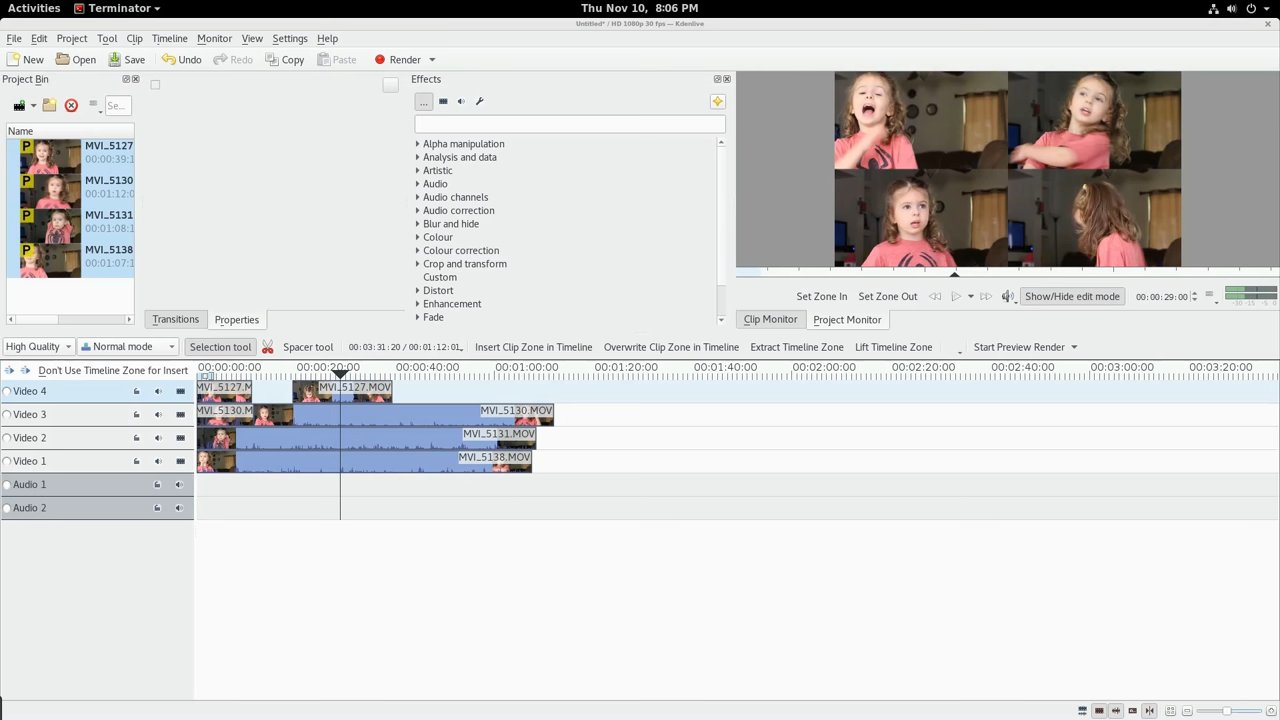 Activities Terminator Thu Nov 10, 8:06 PM
Untitled* / HD 1080p 30 fps — Kdenlive
File Edit Project Tool Clip Timeline Monitor View Settings Help
New Open Save Undo Redo Copy Paste Render
Project Bin
Se...
Name
MVI_5127
00:00:39:1
MVI_5130
00:01:12:0
MVI_5131
00:01:08:1
MVI_5138
00:01:07:1
Transitions Properties
Effects
...
Alpha manipulation
Analysis and data
Artistic
Audio
Audio channels
Audio correction
Blur and hide
Colour
Colour correction
Crop and transform
Custom
Distort
Enhancement
Fade
Set Zone In Set Zone Out Show/Hide edit mode 00:00:29:00
-30 -15 -5 0
Clip Monitor Project Monitor
High Quality Normal mode Selection tool Spacer tool 00:03:31:20 / 00:01:12:01 Insert Clip Zone in Timeline Overwrite Clip Zone in Timeline Extract Timeline Zone Lift Timeline Zone Start Preview Render
Don't Use Timeline Zone for Insert
00:00:00:00 00:00:20:00 00:00:40:00 00:01:00:00 00:01:20:00 00:01:40:00 00:02:00:00 00:02:20:00 00:02:40:00 00:03:00:00 00:03:20:00
Video 4 MVI_5127.M MVI_5127.MOV
Video 3 MVI_5130.M MVI_5130.MOV
Video 2 MVI_5131.MOV
Video 1 MVI_5138.MOV
Audio 1
Audio 2